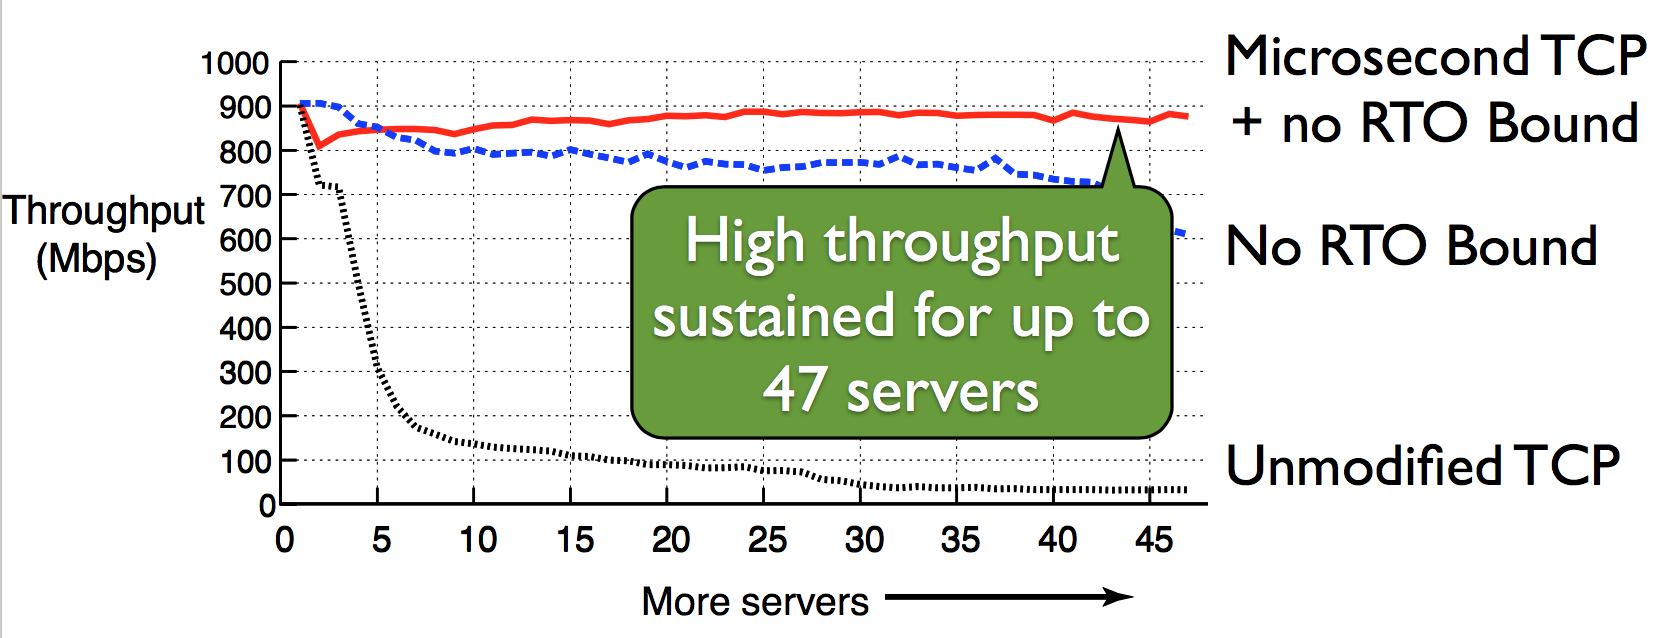 Microsecond TCP
+ no RTO Bound
No RTO Bound
Unmodified TCP
Throughput
(Mbps)
1000
900
800
700
600
500
400
300
200
100
0
High throughput
sustained for up to
47 servers
0 5 10 15 20 25 30 35 40 45
More servers